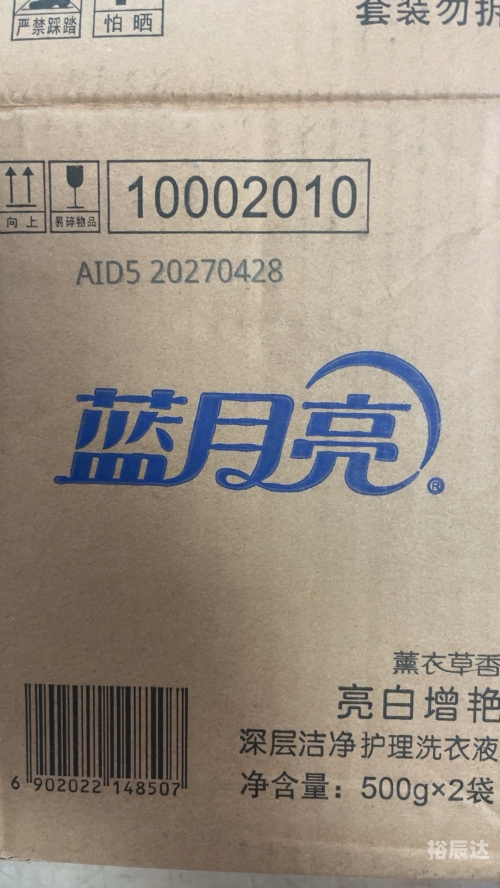 严禁踩踏
怕晒
套装勿拆
向上
易碎物品
10002010
AID5 20270428
蓝月亮®
薰衣草香
亮白增艳
深层洁净护理洗衣液
净含量：500g×2袋
6 902022 148507
裕辰达